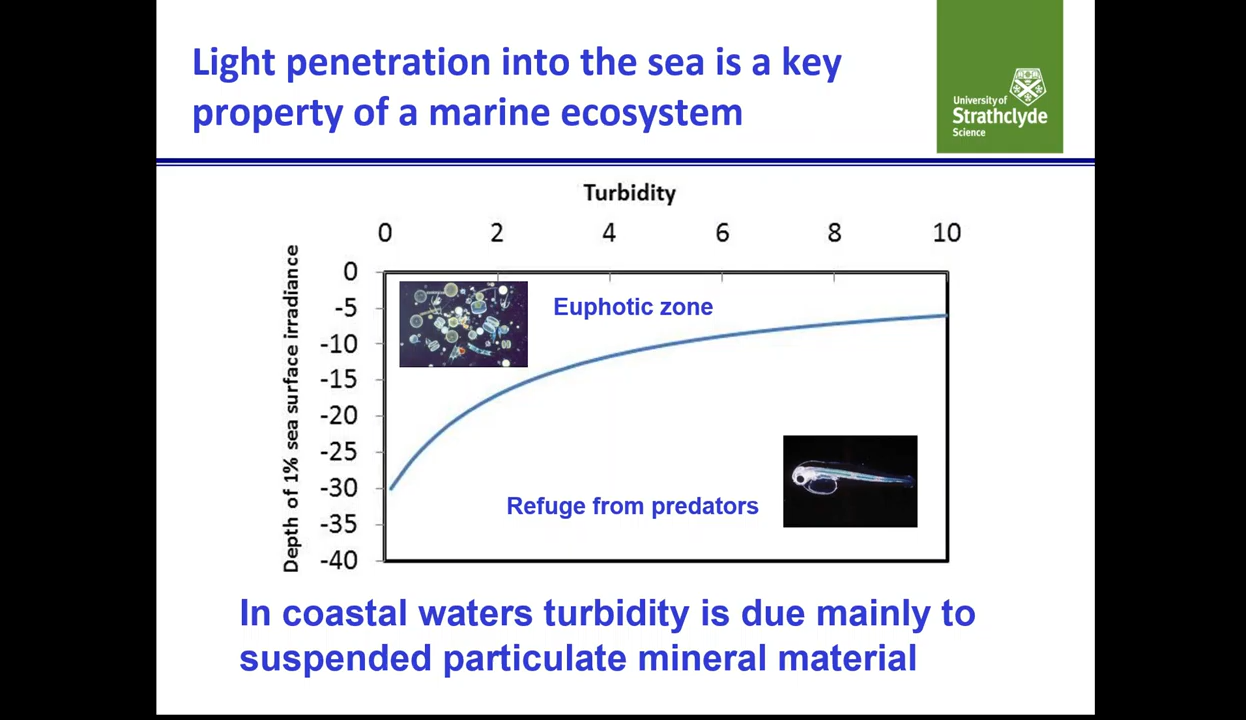 Light penetration into the sea is a key
property of a marine ecosystem
University of
Strathclyde
Science
Turbidity
0 2 4 6 8 10
Depth of 1% sea surface irradiance
0
-5
-10
-15
-20
-25
-30
-35
-40
Euphotic zone
Refuge from predators
In coastal waters turbidity is due mainly to
suspended particulate mineral material